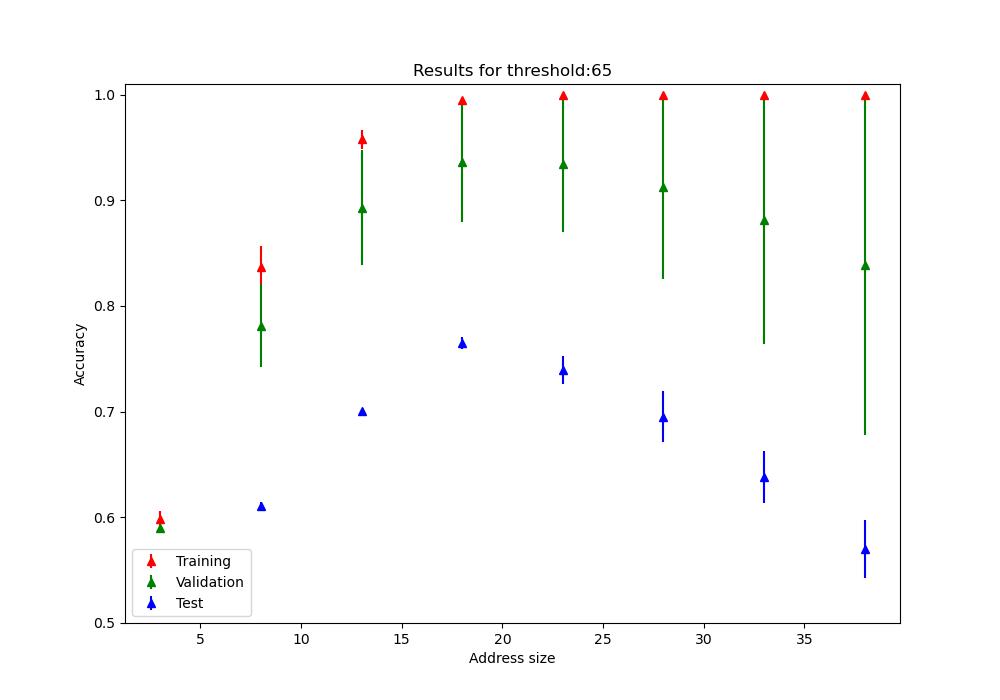 Results for threshold:65
1.0
0.9
0.8
0.7
0.6
0.5
Accuracy
Training
Validation
Test
5 10 15 20 25 30 35
Address size